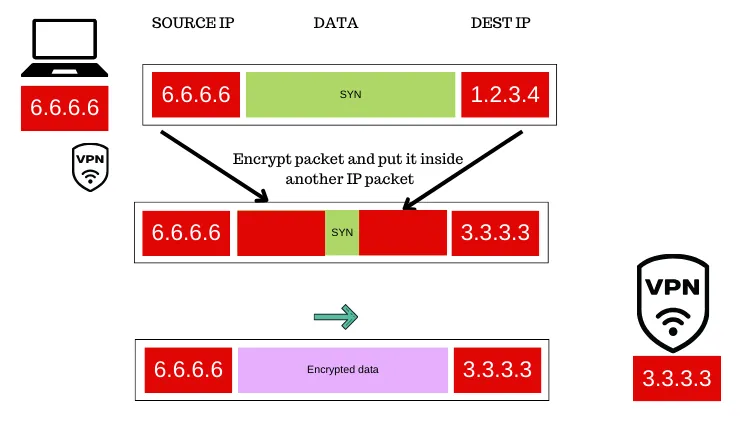 SOURCE IP DATA DEST IP
6.6.6.6 SYN 1.2.3.4
6.6.6.6
VPN
Encrypt packet and put it inside
another IP packet
6.6.6.6 SYN 3.3.3.3
VPN
6.6.6.6 Encrypted data 3.3.3.3
3.3.3.3